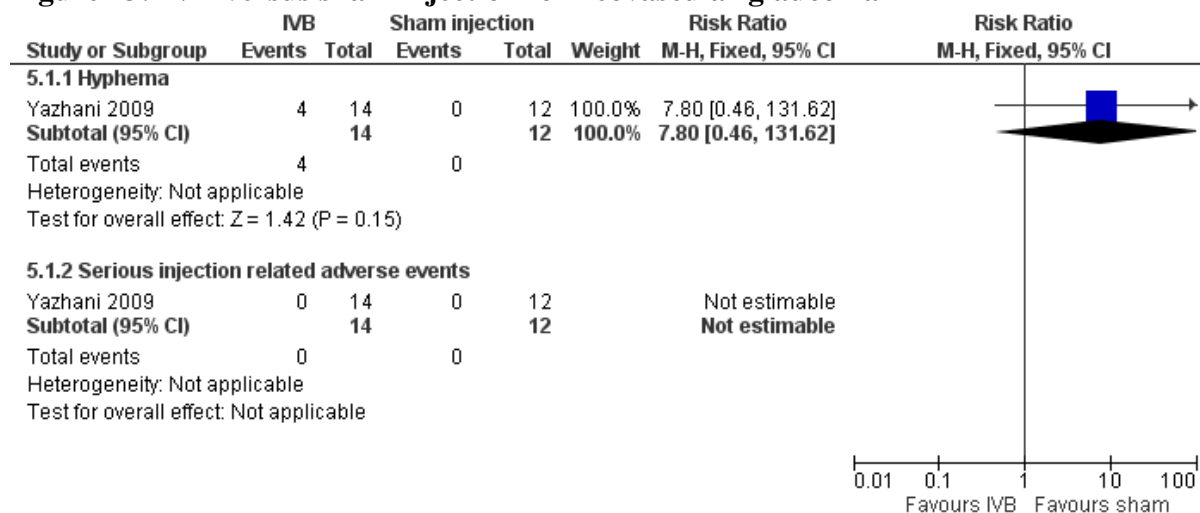 IVB Sham injection Risk Ratio Risk Ratio
Study or Subgroup Events Total Events Total Weight M-H, Fixed, 95% CI M-H, Fixed, 95% CI
5.1.1 Hyphema
Yazhani 2009 4 14 0 12 100.0% 7.80 [0.46, 131.62]
Subtotal (95% CI) 14 12 100.0% 7.80 [0.46, 131.62]
Total events 4 0
Heterogeneity: Not applicable
Test for overall effect: Z = 1.42 (P = 0.15)
5.1.2 Serious injection related adverse events
Yazhani 2009 0 14 0 12 Not estimable
Subtotal (95% CI) 14 12 Not estimable
Total events 0 0
Heterogeneity: Not applicable
Test for overall effect: Not applicable
0.01 0.1 1 10 100
Favours IVB Favours sham